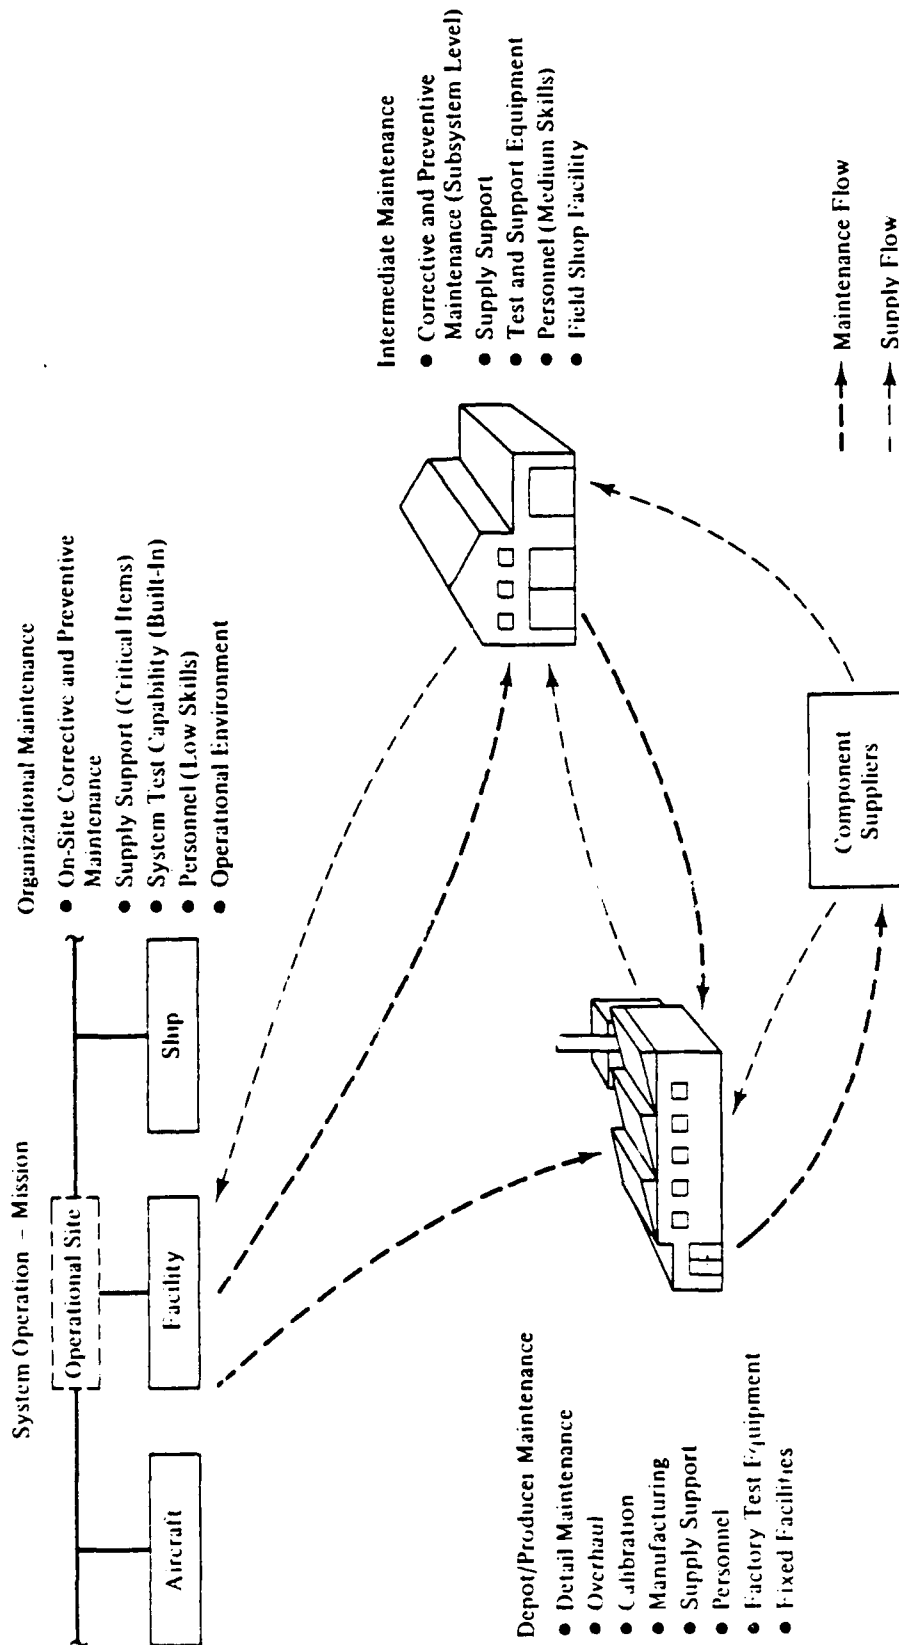 System Operation – Mission
Operational Site
Aircraft
Facility
Ship
Organizational Maintenance
● On-Site Corrective and Preventive
Maintenance
● Supply Support (Critical Items)
● System Test Capability (Built-In)
Personnel (Low Skills)
● Operational Environment
Intermediate Maintenance
● Corrective and Preventive
Maintenance (Subsystem Level)
● Supply Support
● Test and Support Equipment
● Personnel (Medium Skills)
● Field Shop Facility
Depot/Producer Maintenance
● Detail Maintenance
● Overhaul
● Calibration
● Manufacturing
● Supply Support
● Personnel
● Factory Test Equipment
● Fixed Facilities
Component
Suppliers
Maintenance Flow
Supply Flow